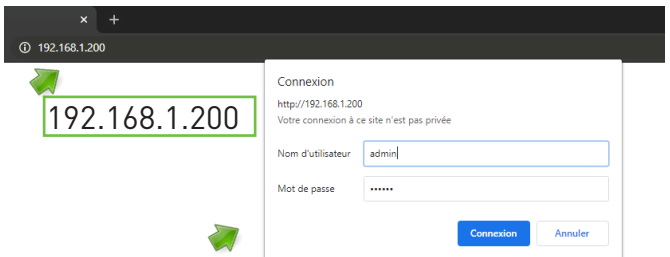 192.168.1.200
192.168.1.200
Connexion
http://192.168.1.200
Votre connexion à ce site n'est pas privée
Nom d'utilisateur admin
Mot de passe ••••••
Connexion Annuler